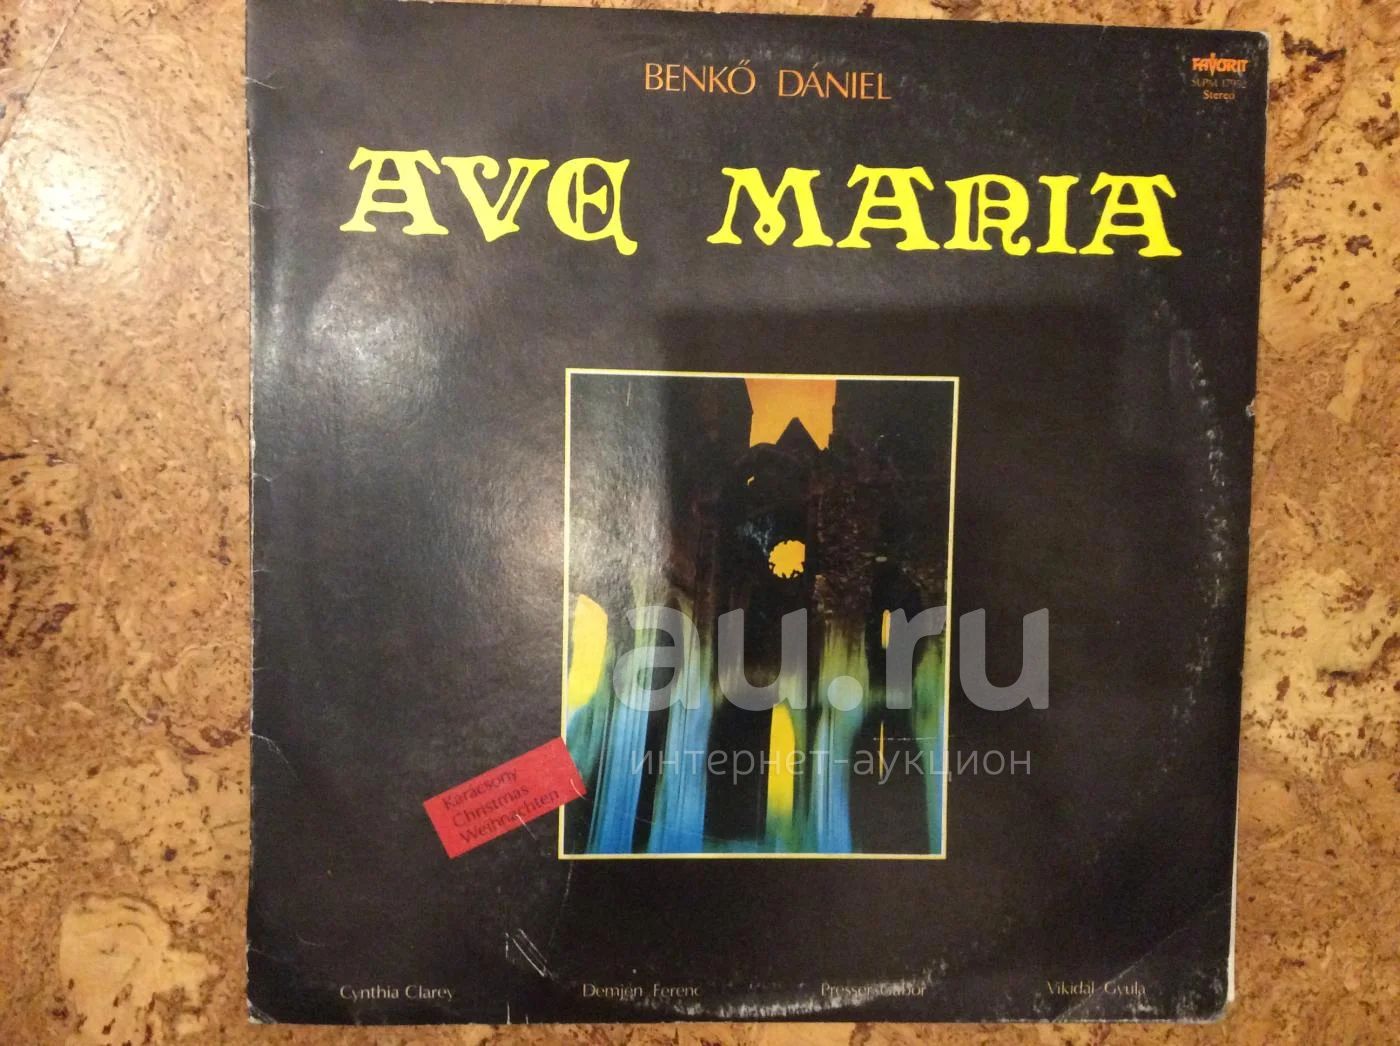 BENKŐ DÁNIEL
FAVORIT
Stereo
AVE MARIA
au.ru
интернет-аукцион
Karácsony
Christmas
Weihnachten
Cynthia Clarey
Demjén Ferenc
Presser Gábor
Vikidál Gyula